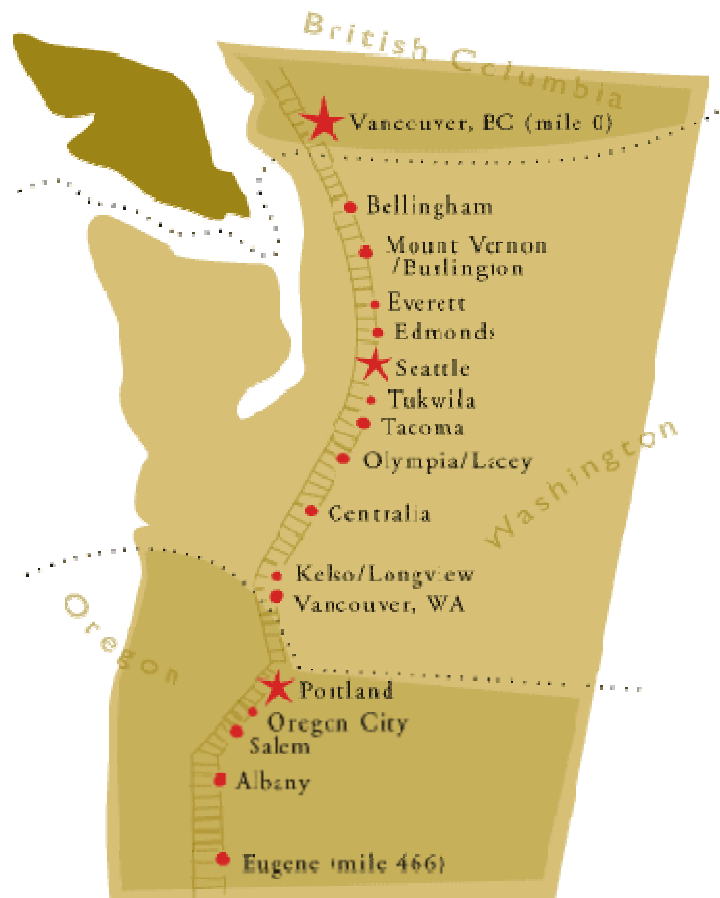 British Columbia
Vancouver, BC (mile 0)
Bellingham
Mount Vernon
/Burlington
Everett
Edmonds
Seattle
Tukwila
Tacoma
Olympia/Lacey
Washington
Centralia
Kelso/Longview
Vancouver, WA
Oregon
Portland
Oregon City
Salem
Albany
Eugene (mile 466)